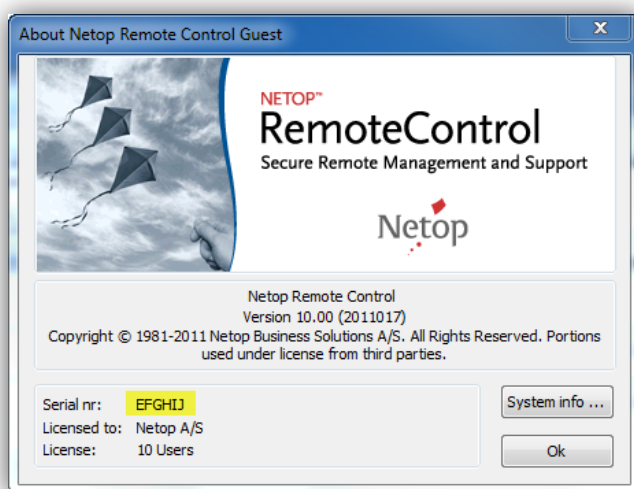 About Netop Remote Control Guest
NETOP™
RemoteControl
Secure Remote Management and Support
Netop
Netop Remote Control
Version 10.00 (2011017)
Copyright © 1981-2011 Netop Business Solutions A/S. All Rights Reserved. Portions
used under license from third parties.
Serial nr: EFGHIJ
Licensed to: Netop A/S
License: 10 Users
System info ...
Ok